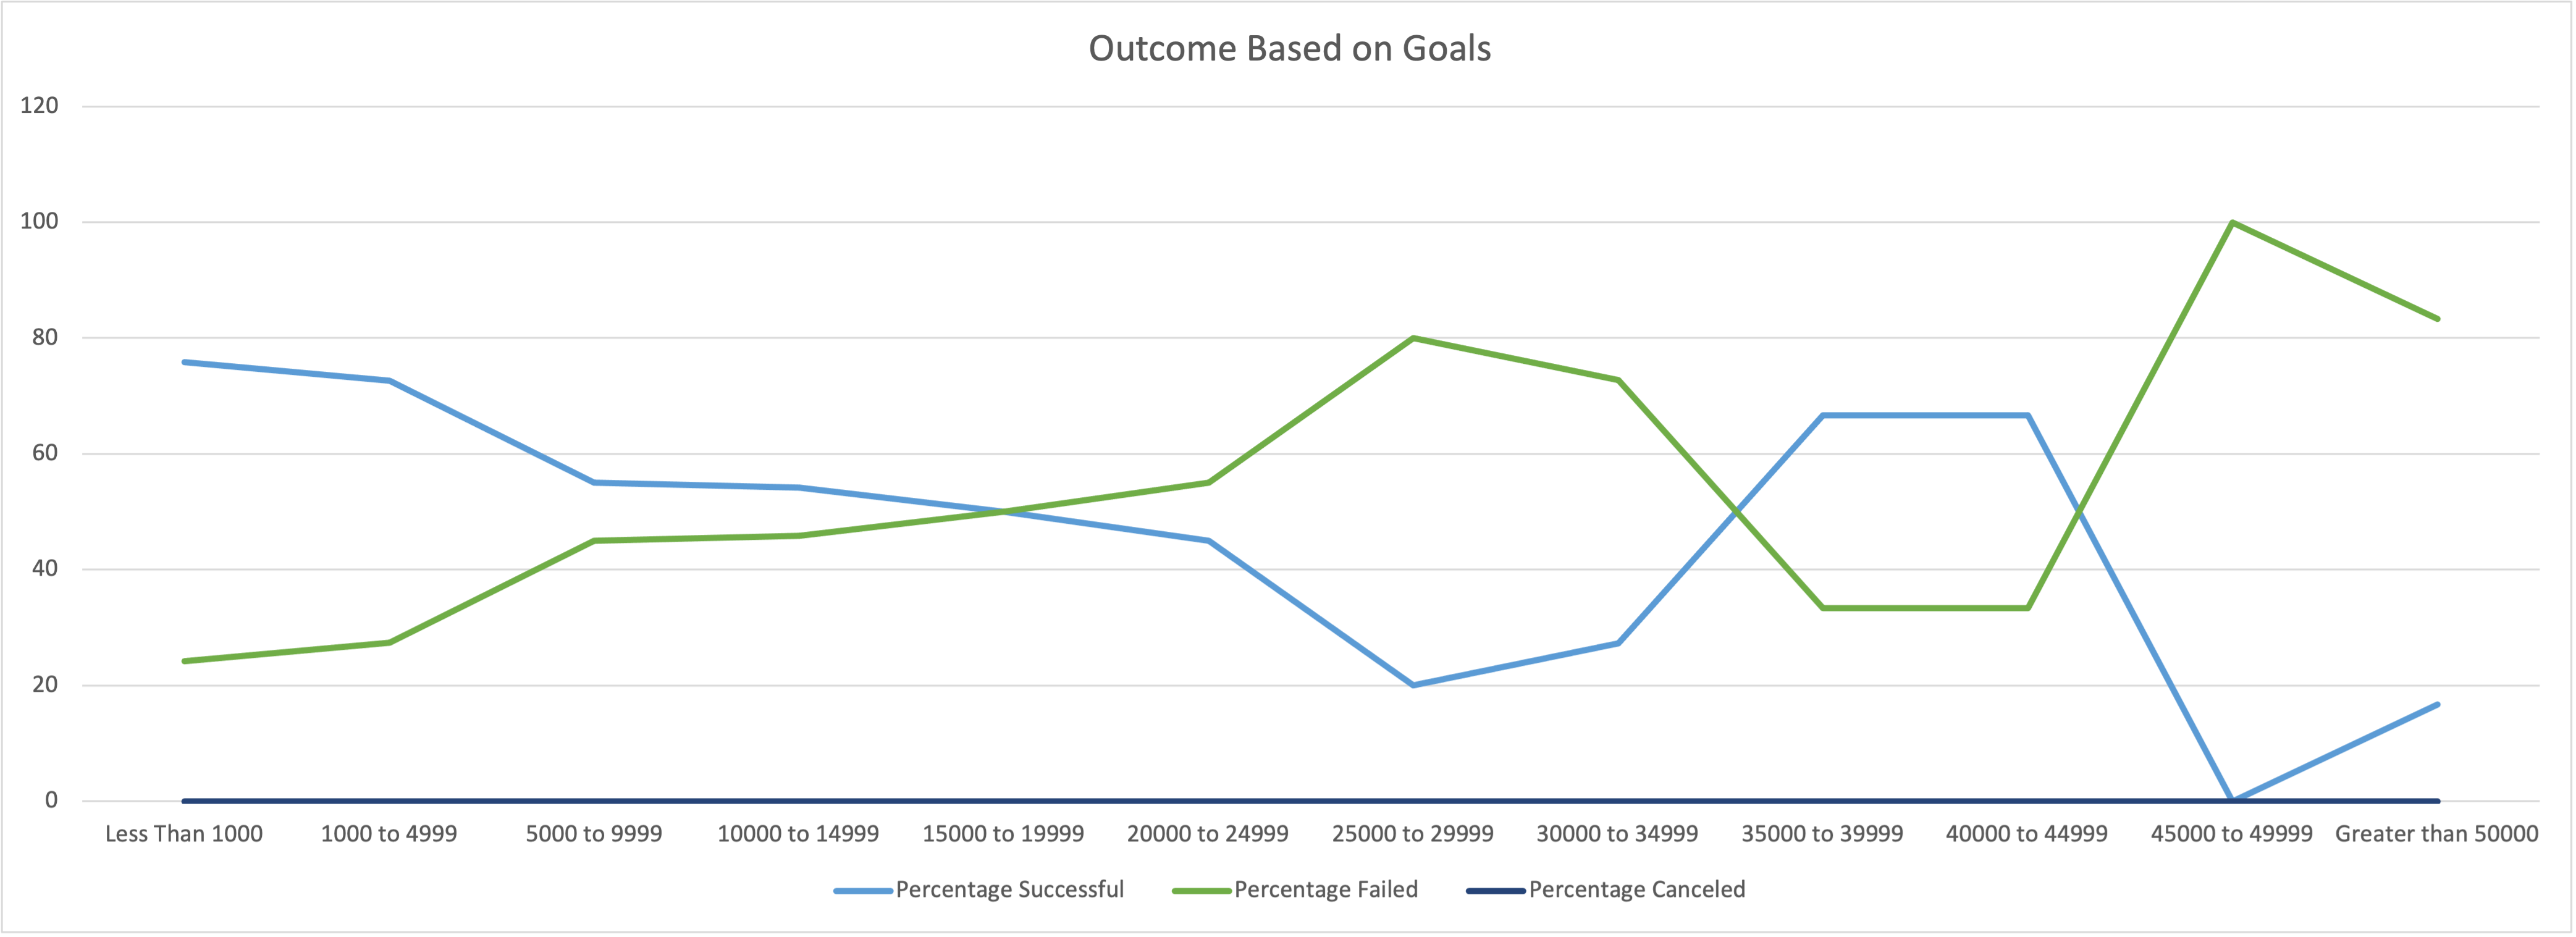 Outcome Based on Goals
120
100
80
60
40
20
0
Less Than 1000 1000 to 4999 5000 to 9999 10000 to 14999 15000 to 19999 20000 to 24999 25000 to 29999 30000 to 34999 35000 to 39999 40000 to 44999 45000 to 49999 Greater than 50000
Percentage Successful Percentage Failed Percentage Canceled